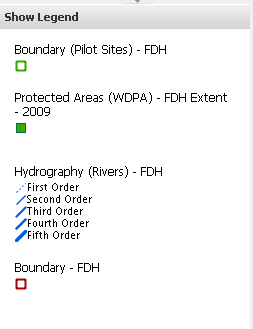 Show Legend
Boundary (Pilot Sites) - FDH
Protected Areas (WDPA) - FDH Extent
- 2009
Hydrography (Rivers) - FDH
First Order
Second Order
Third Order
Fourth Order
Fifth Order
Boundary - FDH